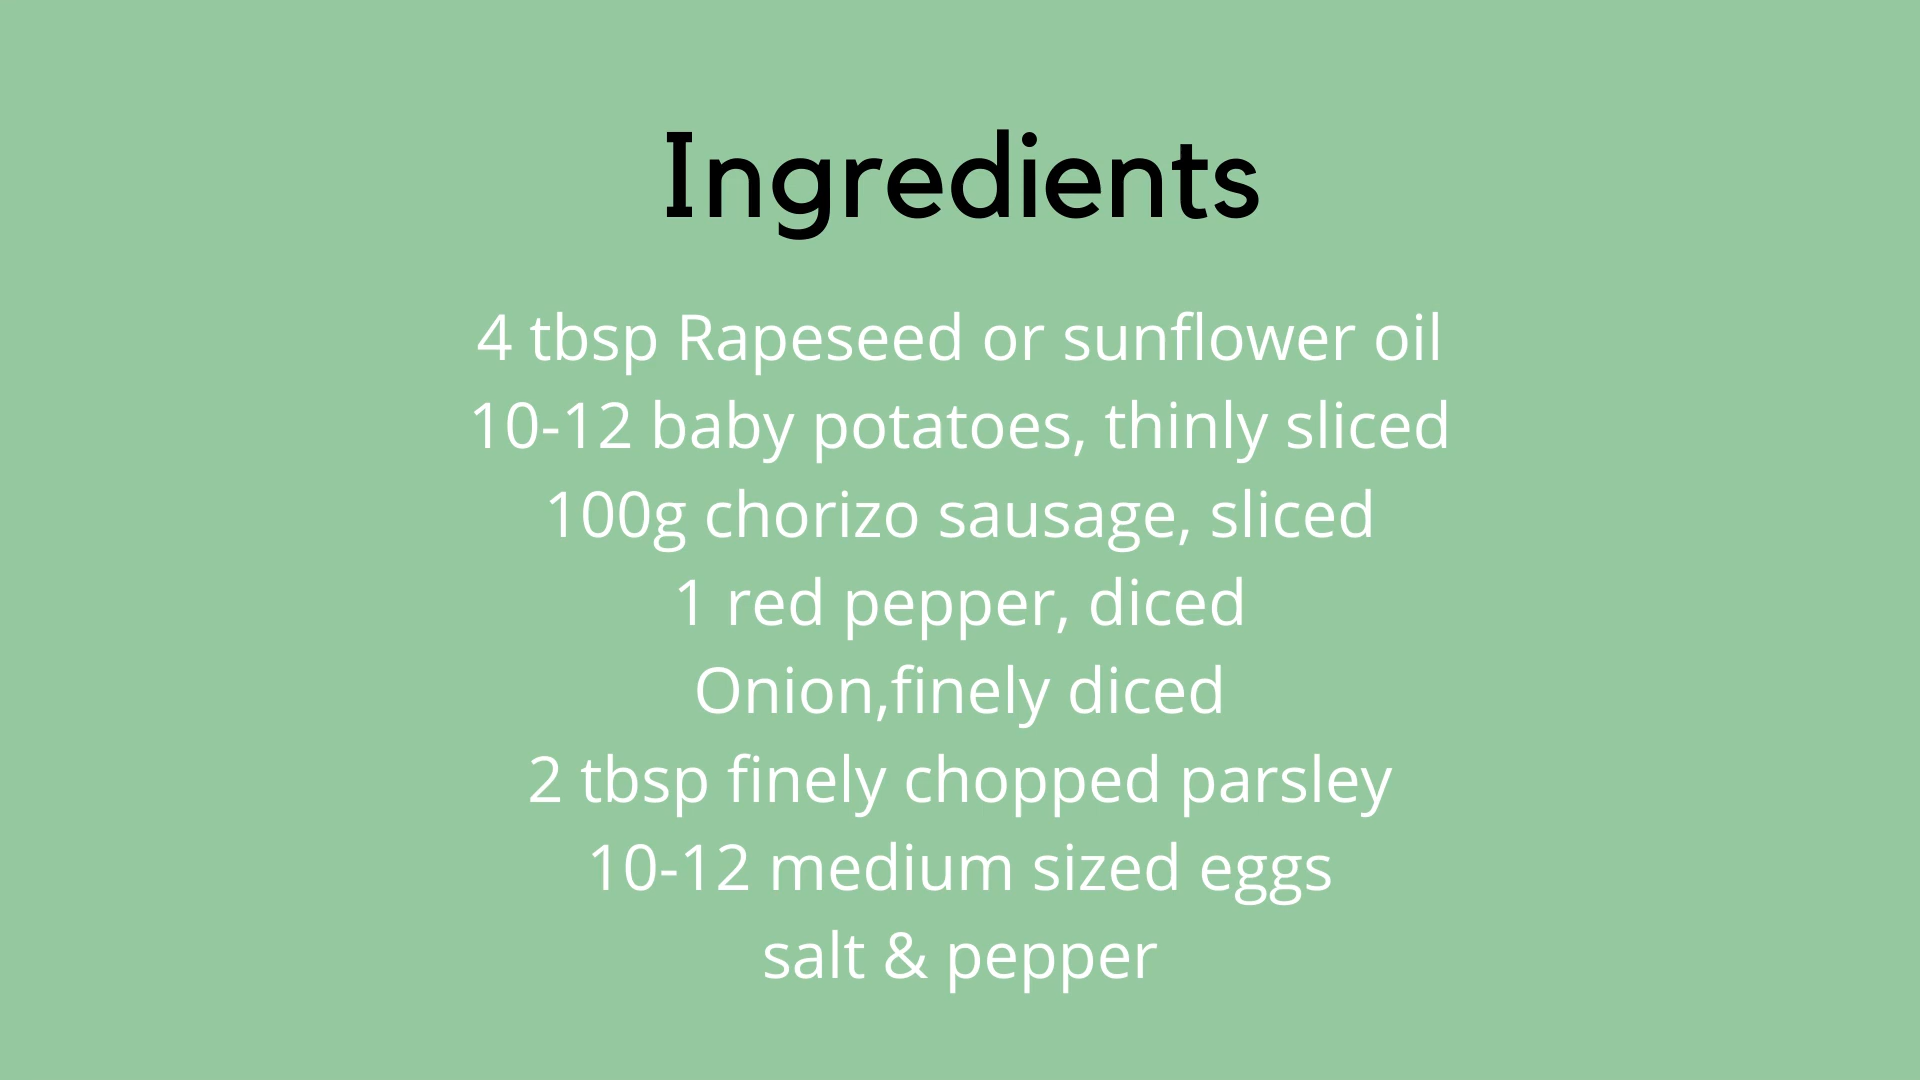 Ingredients
4 tbsp Rapeseed or sunflower oil
10-12 baby potatoes, thinly sliced
100g chorizo sausage, sliced
1 red pepper, diced
Onion,finely diced
2 tbsp finely chopped parsley
10-12 medium sized eggs
salt & pepper